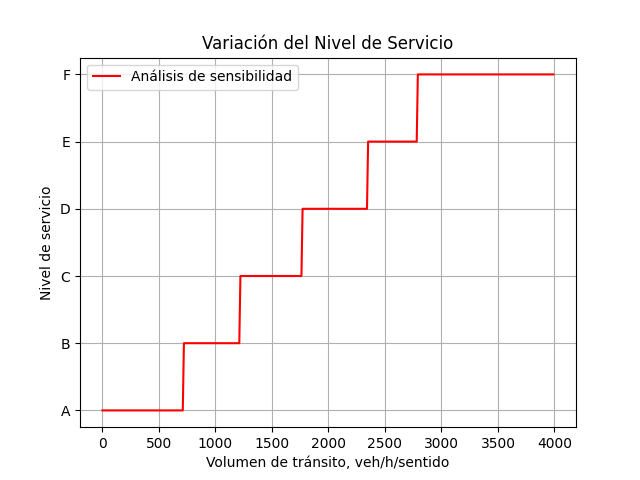 Variación del Nivel de Servicio
Análisis de sensibilidad
Nivel de servicio
F
E
D
C
B
A
0 500 1000 1500 2000 2500 3000 3500 4000
Volumen de tránsito, veh/h/sentido